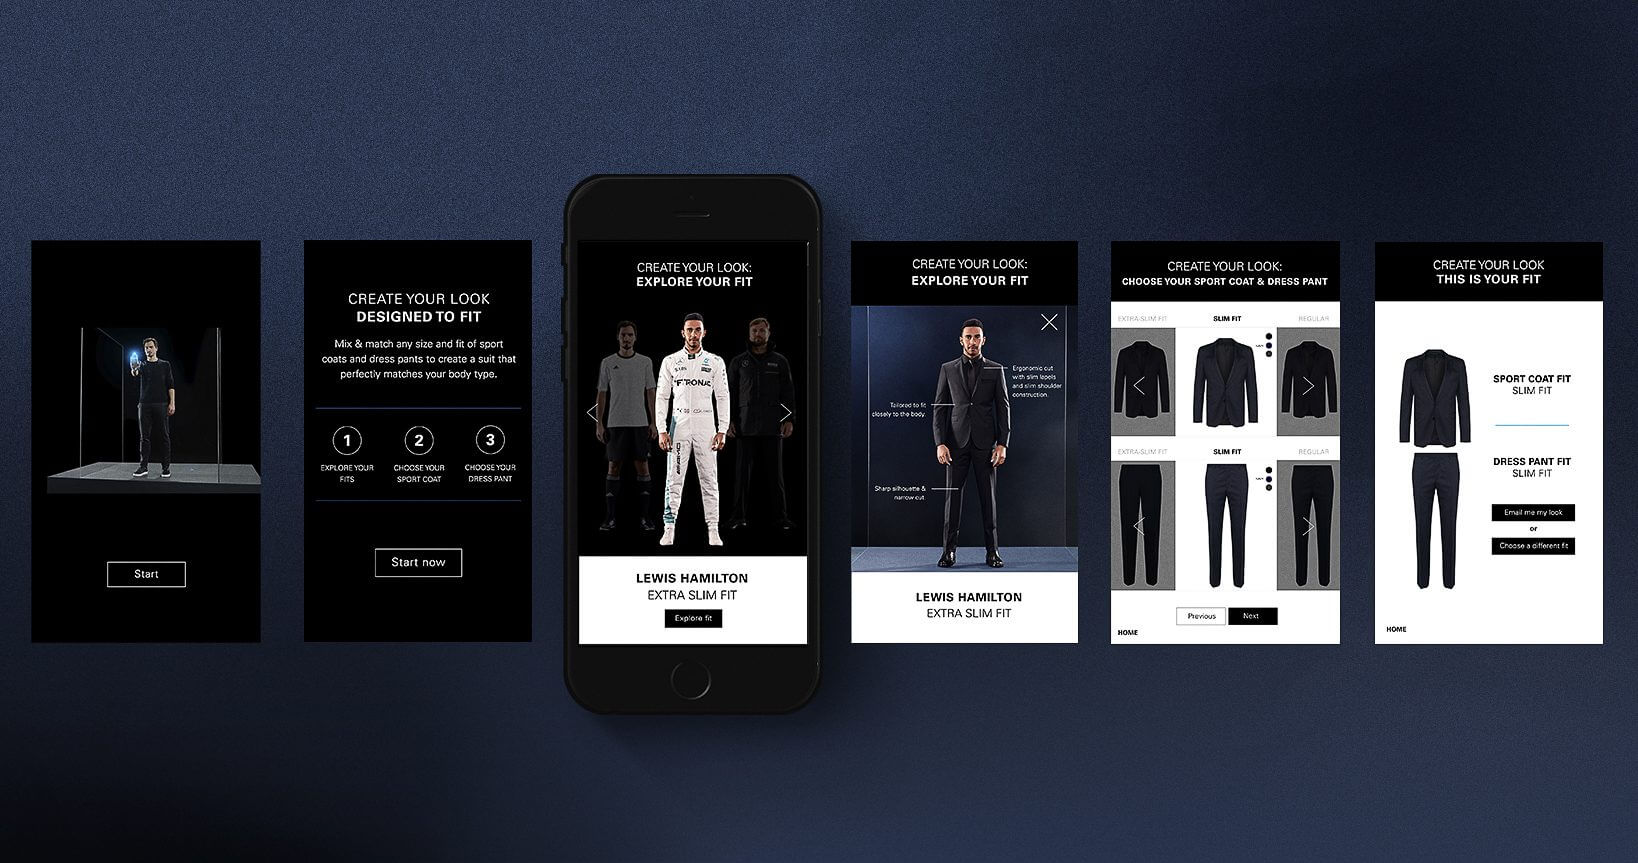 Start
CREATE YOUR LOOK
DESIGNED TO FIT
Mix & match any size and fit of sport
coats and dress pants to create a suit that
perfectly matches your body type.
1
2
3
EXPLORE YOUR
FITS
CHOOSE YOUR
SPORT COAT
CHOOSE YOUR
DRESS PANT
Start now
CREATE YOUR LOOK:
EXPLORE YOUR FIT
PETRONAS
LEWIS HAMILTON
EXTRA SLIM FIT
Explore fit
CREATE YOUR LOOK:
EXPLORE YOUR FIT
Ergonomic cut
with slim lapels
and slim shoulder
construction.
Tailored to fit
closely to the body.
Sharp silhouette &
narrow cut.
LEWIS HAMILTON
EXTRA SLIM FIT
CREATE YOUR LOOK:
CHOOSE YOUR SPORT COAT & DRESS PANT
EXTRA-SLIM FIT
SLIM FIT
REGULAR
EXTRA-SLIM FIT
SLIM FIT
REGULAR
Previous
Next
HOME
CREATE YOUR LOOK
THIS IS YOUR FIT
SPORT COAT FIT
SLIM FIT
DRESS PANT FIT
SLIM FIT
Email me my look
or
Choose a different fit
HOME